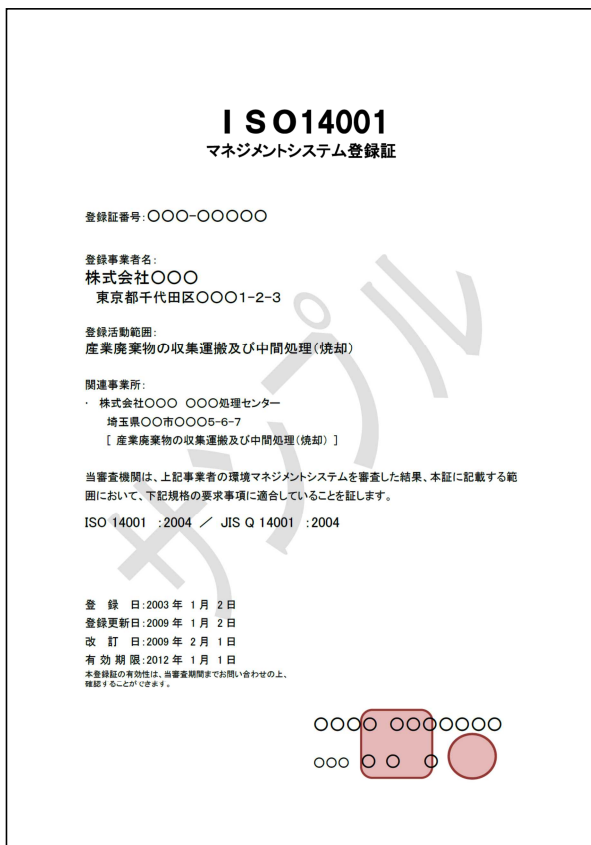 ISO14001
マネジメントシステム登録証
登録証番号:○○○-○○○○○
登録事業者名:
株式会社○○○
東京都千代田区○○○1-2-3
登録活動範囲:
産業廃棄物の収集運搬及び中間処理(焼却)
関連事業所:
・ 株式会社○○○ ○○○処理センター
埼玉県○○市○○○5-6-7
[ 産業廃棄物の収集運搬及び中間処理(焼却) ]
当審査機関は、上記事業者の環境マネジメントシステムを審査した結果、本証に記載する範
囲において、下記規格の要求事項に適合していることを証します。
ISO 14001 :2004 / JIS Q 14001 :2004
サンプル
登 録 日:2003 年 1 月 2 日
登録更新日:2009 年 1 月 2 日
改 訂 日:2009 年 2 月 1 日
有 効 期 限:2012 年 1 月 1 日
本登録証の有効性は、当審査期間までお問い合わせの上、
確認することができます。
○○○○ ○○○○○○○
○○○ ○ ○ ○